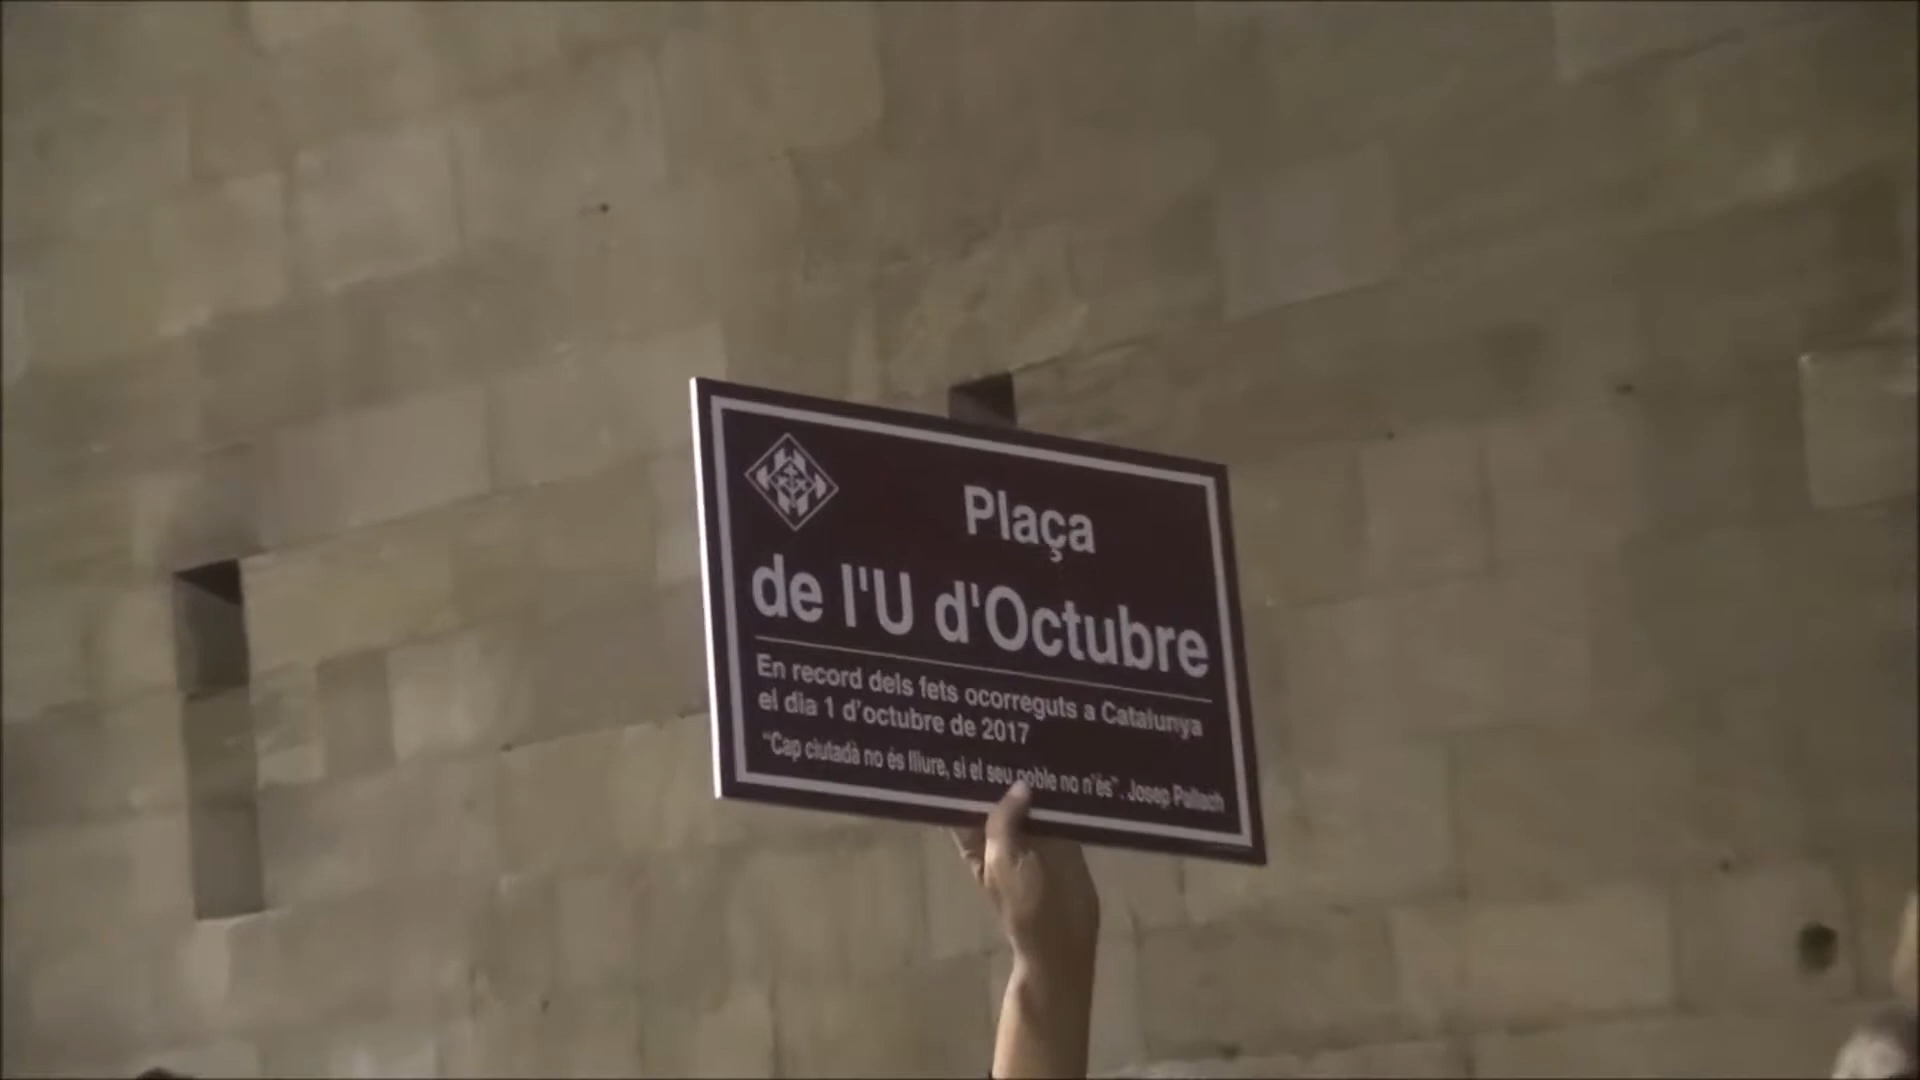 Plaça
de l'U d'Octubre
En record dels fets ocorreguts a Catalunya
el dia 1 d'octubre de 2017
"Cap ciutadà no és lliure, si el seu poble no n'és". Josep Pallach